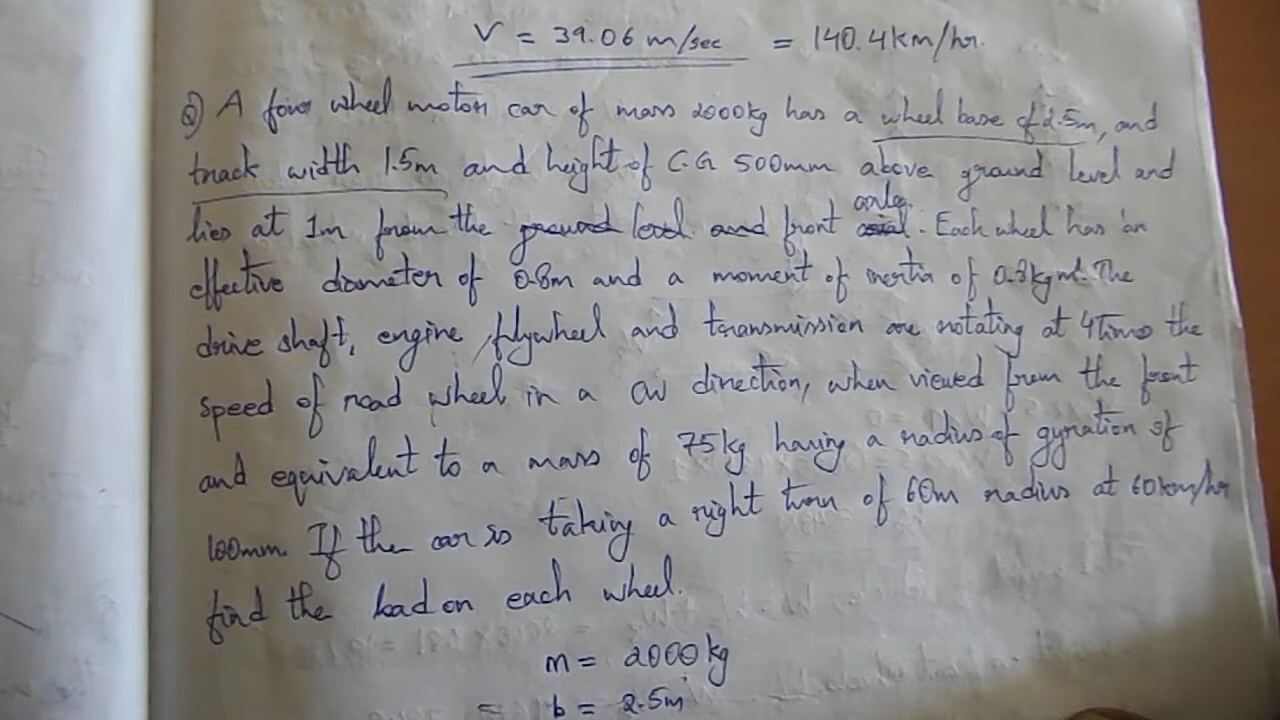 V = 39.06 m/sec = 140.4 km/hr.
Q) A four wheel motor car of mass 2000kg has a wheel base of 2.5m, and
track width 1.5m and height of C.G 500mm above ground level and
lies at 1m from the ground level and front axial axle. Each wheel has an
effective diameter of 0.8m and a moment of inertia of 0.8kgm². The
drive shaft, engine, flywheel and transmission are rotating at 4 times the
speed of road wheel in a CW direction, when viewed from the front
and equivalent to a mass of 75kg having a radius of gyration of
100mm. If the car is taking a right turn of 60m radius at 60km/hr
find the load on each wheel.
m = 2000 kg
= b = 2.5m